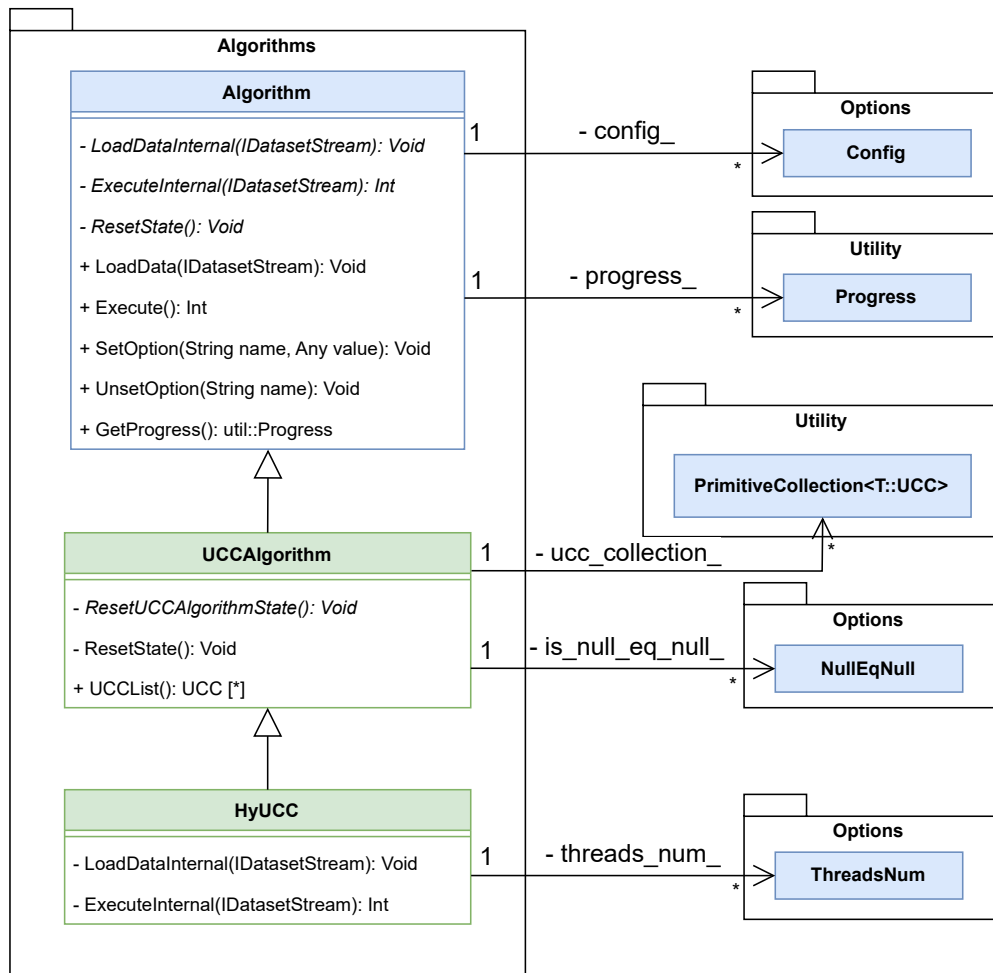 Algorithms
Algorithm
- LoadDataInternal(IDatasetStream): Void
- ExecuteInternal(IDatasetStream): Int
- ResetState(): Void
+ LoadData(IDatasetStream): Void
+ Execute(): Int
+ SetOption(String name, Any value): Void
+ UnsetOption(String name): Void
+ GetProgress(): util::Progress
1
- config_
*
Options
Config
1
- progress_
*
Utility
Progress
Utility
PrimitiveCollection<T::UCC>
UCCAlgorithm
- ResetUCCAlgorithmState(): Void
- ResetState(): Void
+ UCCList(): UCC [*]
1
- ucc_collection_
*
1
- is_null_eq_null_
*
Options
NullEqNull
HyUCC
- LoadDataInternal(IDatasetStream): Void
- ExecuteInternal(IDatasetStream): Int
1
- threads_num_
*
Options
ThreadsNum